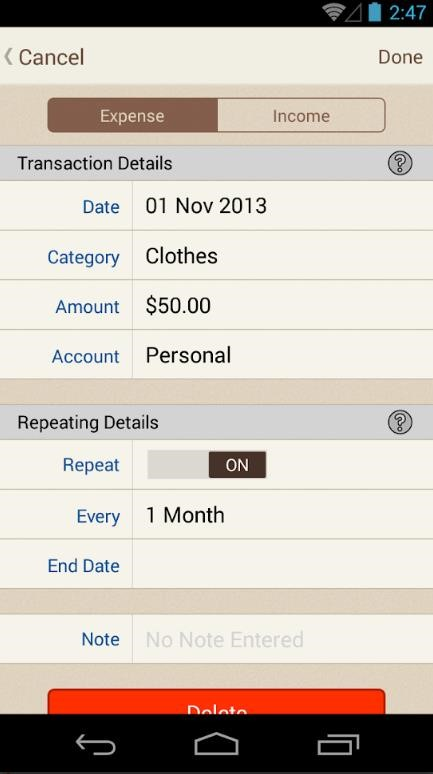 2:47
Cancel Done
Expense Income
Transaction Details ?
Date 01 Nov 2013
Category Clothes
Amount $50.00
Account Personal
Repeating Details ?
Repeat ON
Every 1 Month
End Date
Note No Note Entered
Delete